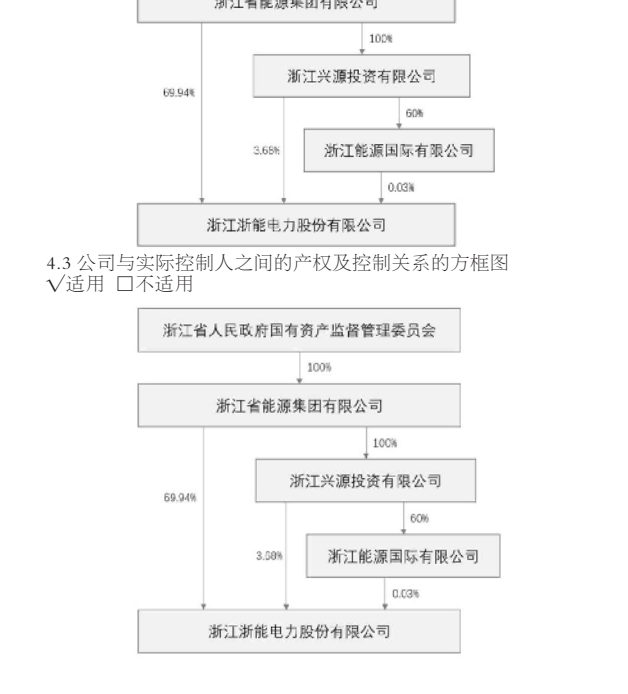 浙江省能源集团有限公司
100%
浙江兴源投资有限公司
69.94%
60%
3.68%
浙江能源国际有限公司
0.03%
浙江浙能电力股份有限公司
4.3 公司与实际控制人之间的产权及控制关系的方框图
√适用 □不适用
浙江省人民政府国有资产监督管理委员会
100%
浙江省能源集团有限公司
100%
浙江兴源投资有限公司
69.94%
60%
3.68%
浙江能源国际有限公司
0.03%
浙江浙能电力股份有限公司